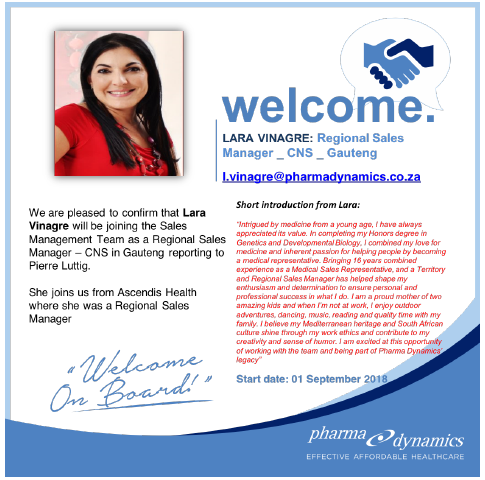 welcome.
LARA VINAGRE: Regional Sales
Manager _ CNS _ Gauteng
l.vinagre@pharmadynamics.co.za
We are pleased to confirm that Lara
Vinagre will be joining the Sales
Management Team as a Regional Sales
Manager – CNS in Gauteng reporting to
Pierre Luttig.
She joins us from Ascendis Health
where she was a Regional Sales
Manager
Short introduction from Lara:
"Intrigued by medicine from a young age, I have always
appreciated its value. In completing my Honors degree in
Genetics and Developmental Biology, I combined my love for
medicine and inherent passion for helping people by becoming
a medical representative. Bringing 16 years combined
experience as a Medical Sales Representative, and a Territory
and Regional Sales Manager has helped shape my
enthusiasm and determination to ensure personal and
professional success in what I do. I am a proud mother of two
amazing kids and when I'm not at work, I enjoy outdoor
adventures, dancing, music, reading and quality time with my
family. I believe my Mediterranean heritage and South African
culture shine through my work ethics and contribute to my
creativity and sense of humor. I am excited at this opportunity
of working with the team and being part of Pharma Dynamics'
legacy"
Start date: 01 September 2018
"Welcome
On Board!"
pharma dynamics
EFFECTIVE AFFORDABLE HEALTHCARE